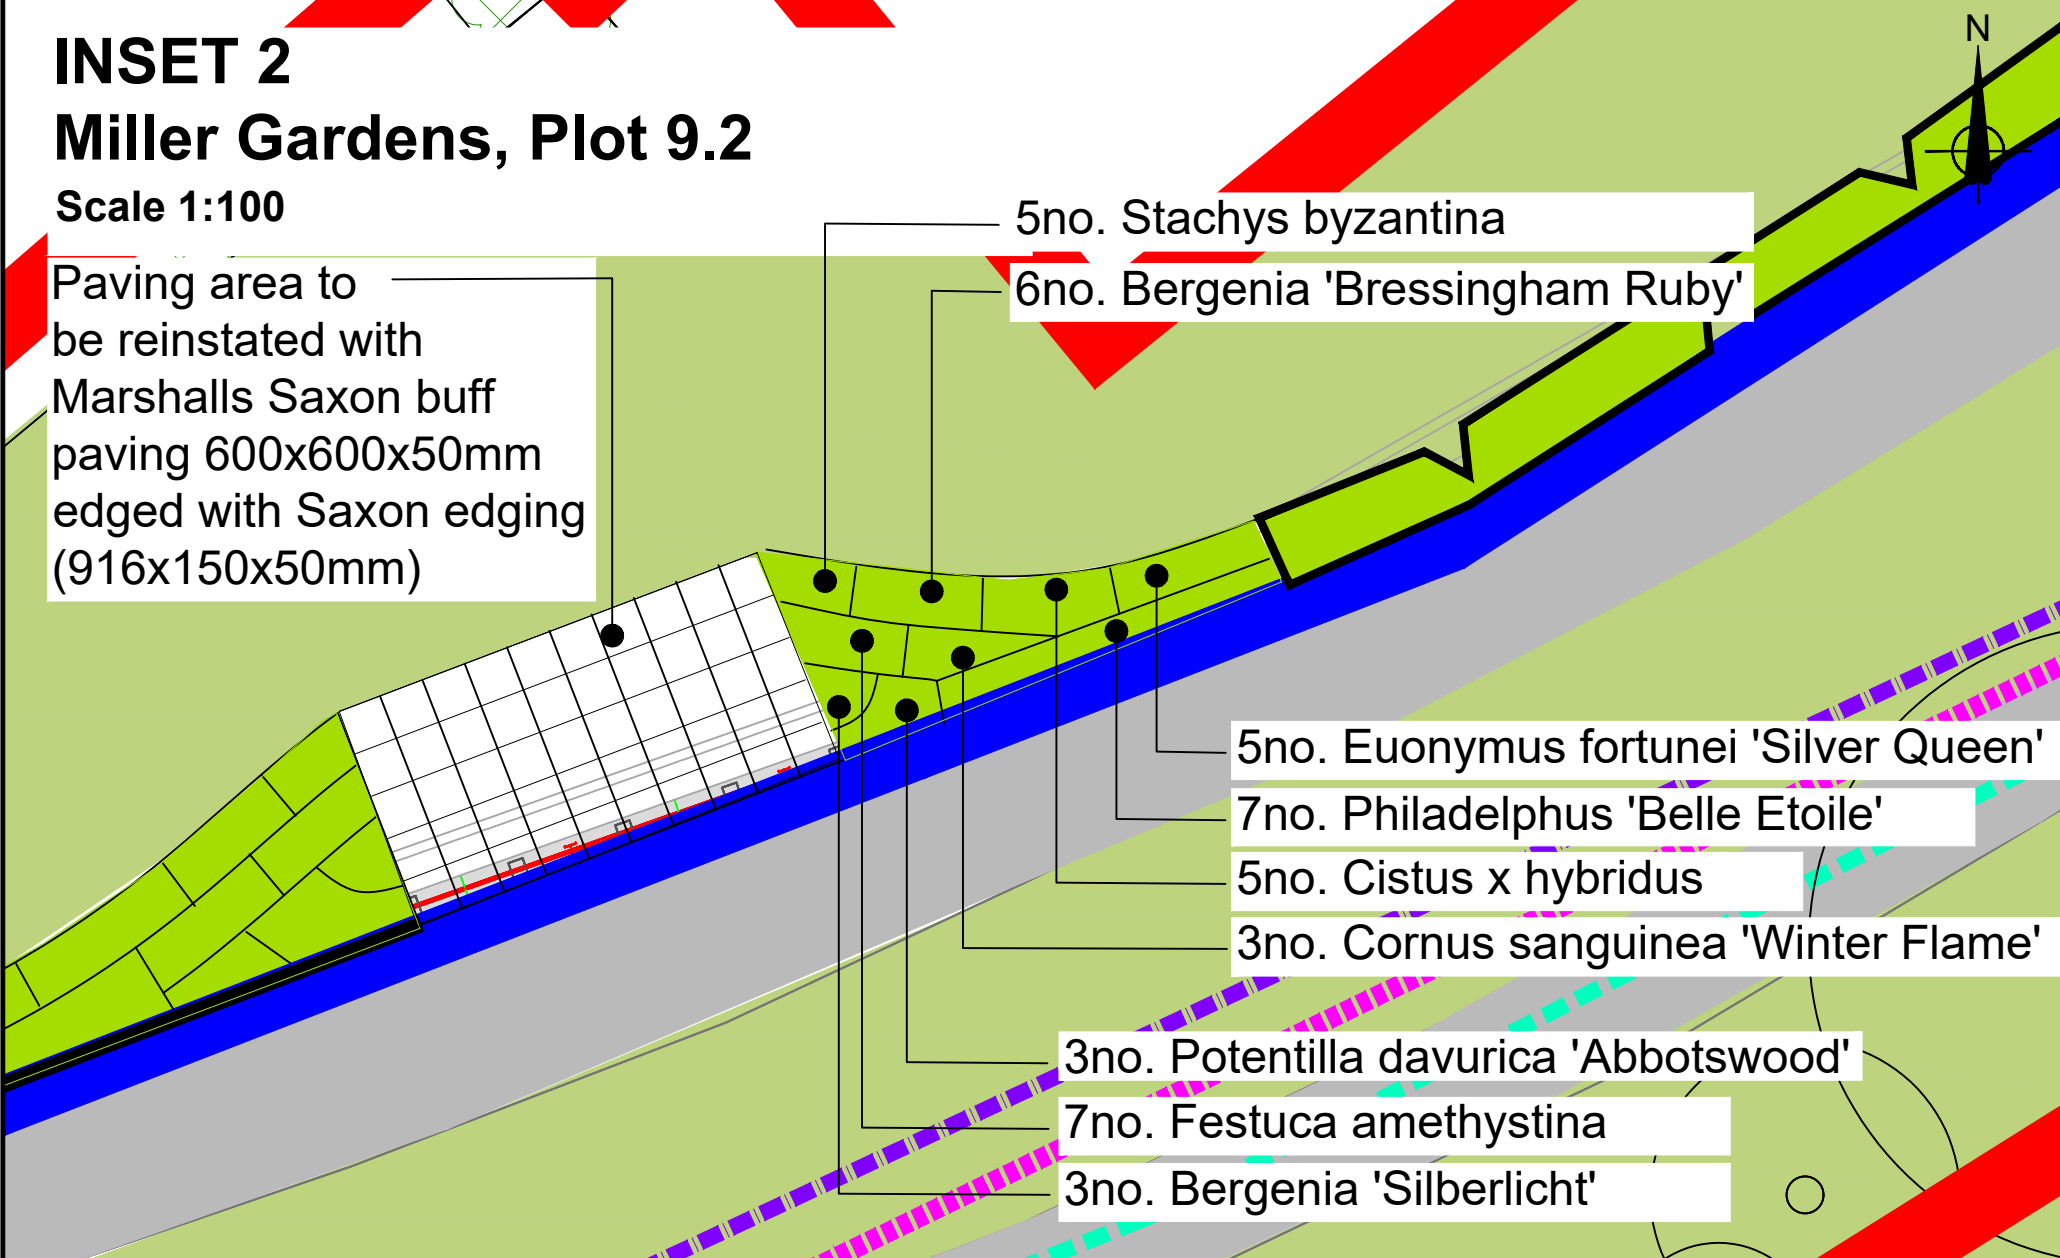 INSET 2
Miller Gardens, Plot 9.2
Scale 1:100
N
Paving area to
be reinstated with
Marshalls Saxon buff
paving 600x600x50mm
edged with Saxon edging
(916x150x50mm)
5no. Stachys byzantina
6no. Bergenia 'Bressingham Ruby'
5no. Euonymus fortunei 'Silver Queen'
7no. Philadelphus 'Belle Etoile'
5no. Cistus x hybridus
3no. Cornus sanguinea 'Winter Flame'
3no. Potentilla davurica 'Abbotswood'
7no. Festuca amethystina
3no. Bergenia 'Silberlicht'